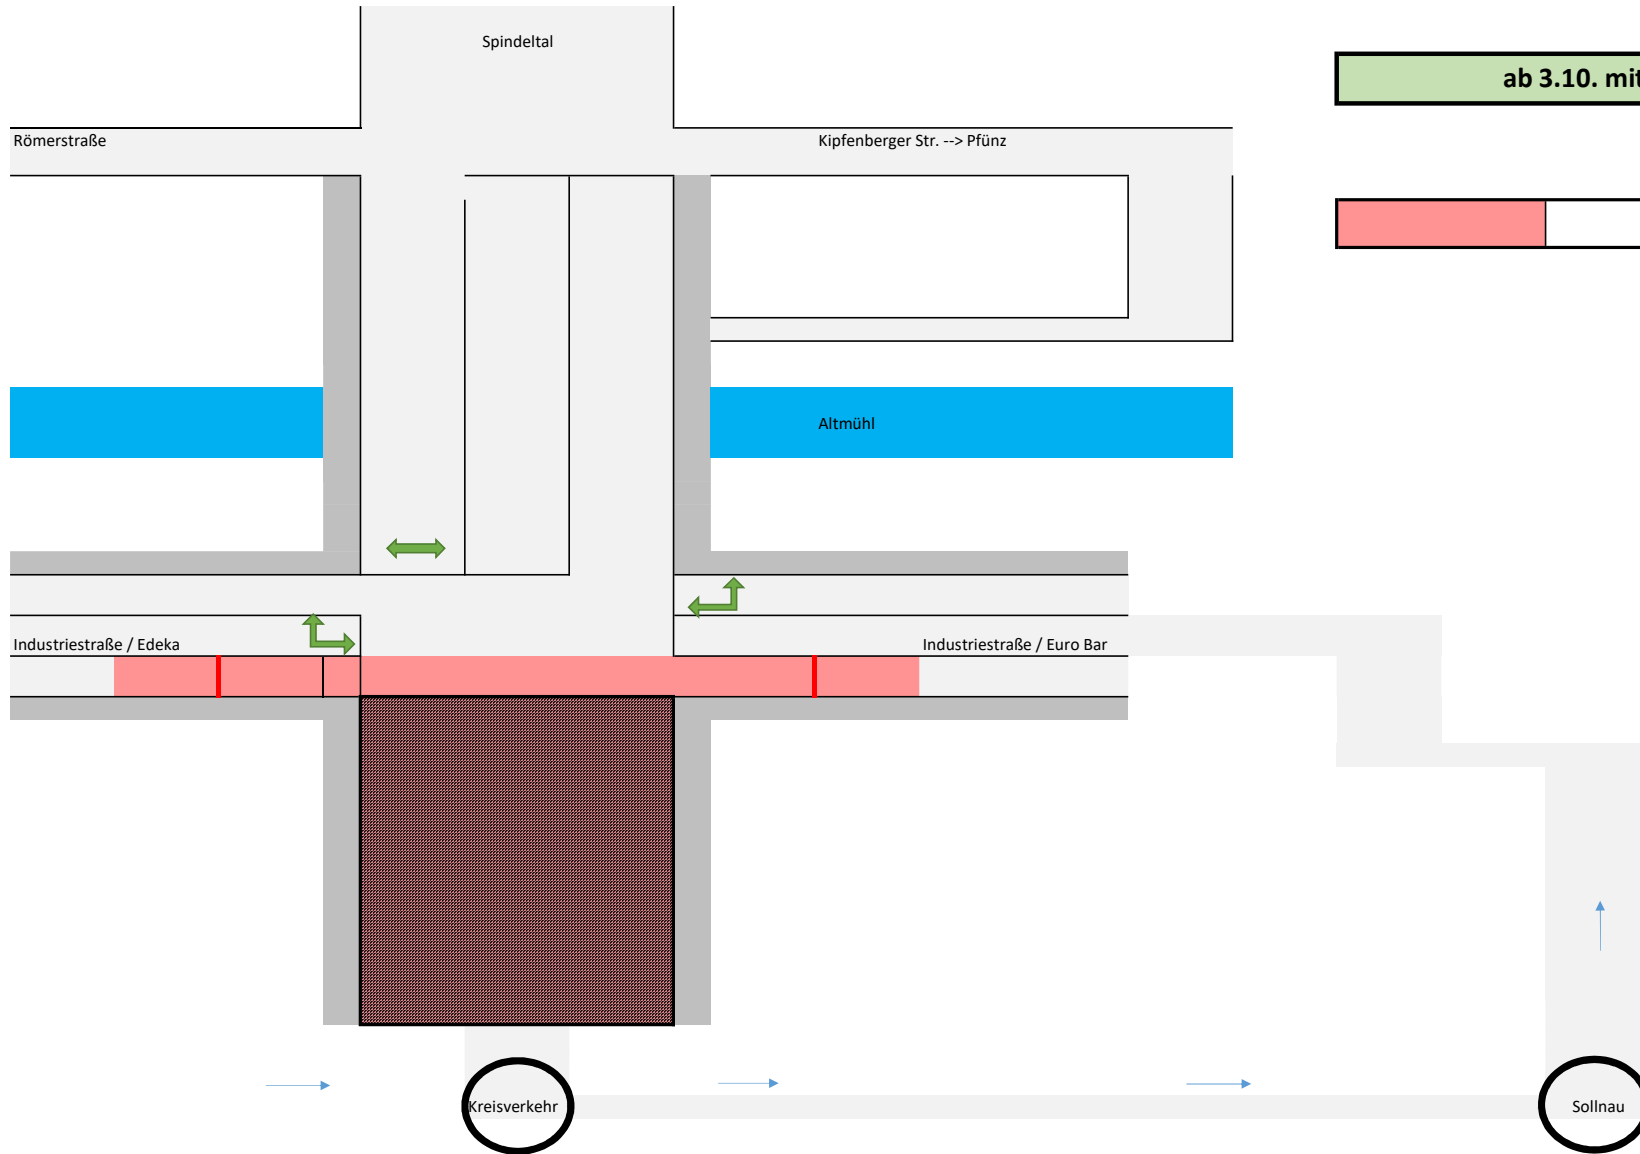 Spindeltal
ab 3.10. mit
Römerstraße
Kipfenberger Str. --> Pfünz
Altmühl
Industriestraße / Edeka
Industriestraße / Euro Bar
Kreisverkehr
Sollnau